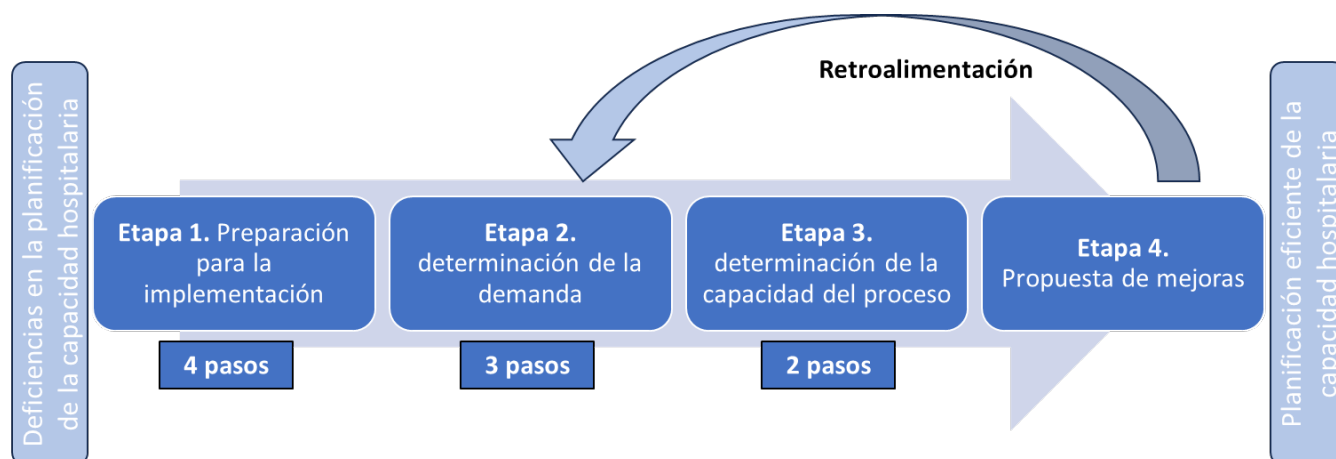 Deficiencias en la planificación
de la capacidad hospitalaria
Retroalimentación
Etapa 1. Preparación
para la
implementación
4 pasos
Etapa 2.
determinación de la
demanda
3 pasos
Etapa 3.
determinación de la
capacidad del proceso
2 pasos
Etapa 4.
Propuesta de mejoras
Planificación eficiente de la
capacidad hospitalaria